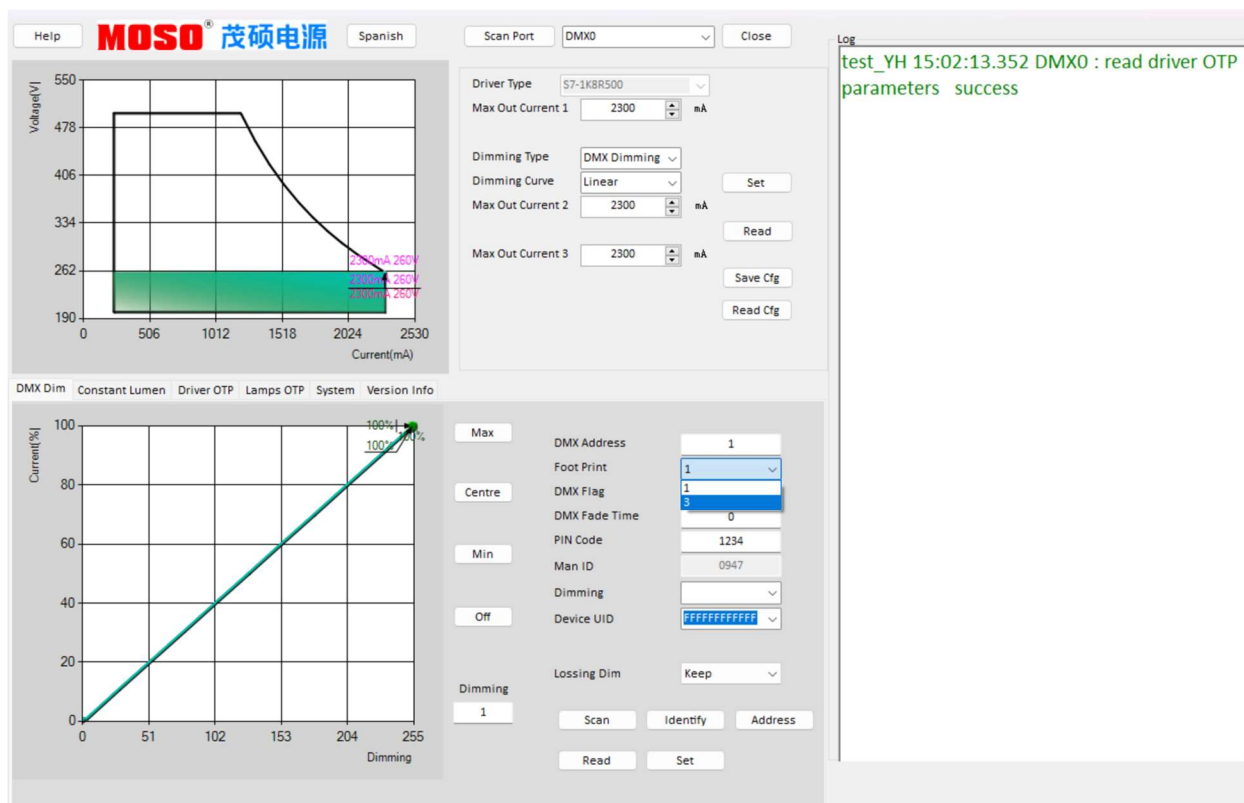 Help
MOSO® 茂硕电源
Spanish
Scan Port
DMX0
Close
Voltage|V|
550
478
406
334
262
190
2300mA 260V
2300mA 260V
2300mA 260V
0 506 1012 1518 2024 2530
Current(mA)
Driver Type S7-1K8R500
Max Out Current 1 2300 mA
Dimming Type DMX Dimming
Dimming Curve Linear
Set
Max Out Current 2 2300 mA
Read
Max Out Current 3 2300 mA
Save Cfg
Read Cfg
DMX Dim Constant Lumen Driver OTP Lamps OTP System Version Info
Current|%|
100
80
60
40
20
0
100%
100%
100%
0 51 102 153 204 255
Dimming
Max
Centre
Min
Off
Dimming
1
DMX Address 1
Foot Print 1
1
DMX Flag
3
DMX Fade Time 0
PIN Code 1234
Man ID 0947
Dimming
Device UID FFFFFFFFFFFF
Lossing Dim Keep
Scan Identify Address
Read Set
Log
test_YH 15:02:13.352 DMX0 : read driver OTP
parameters success